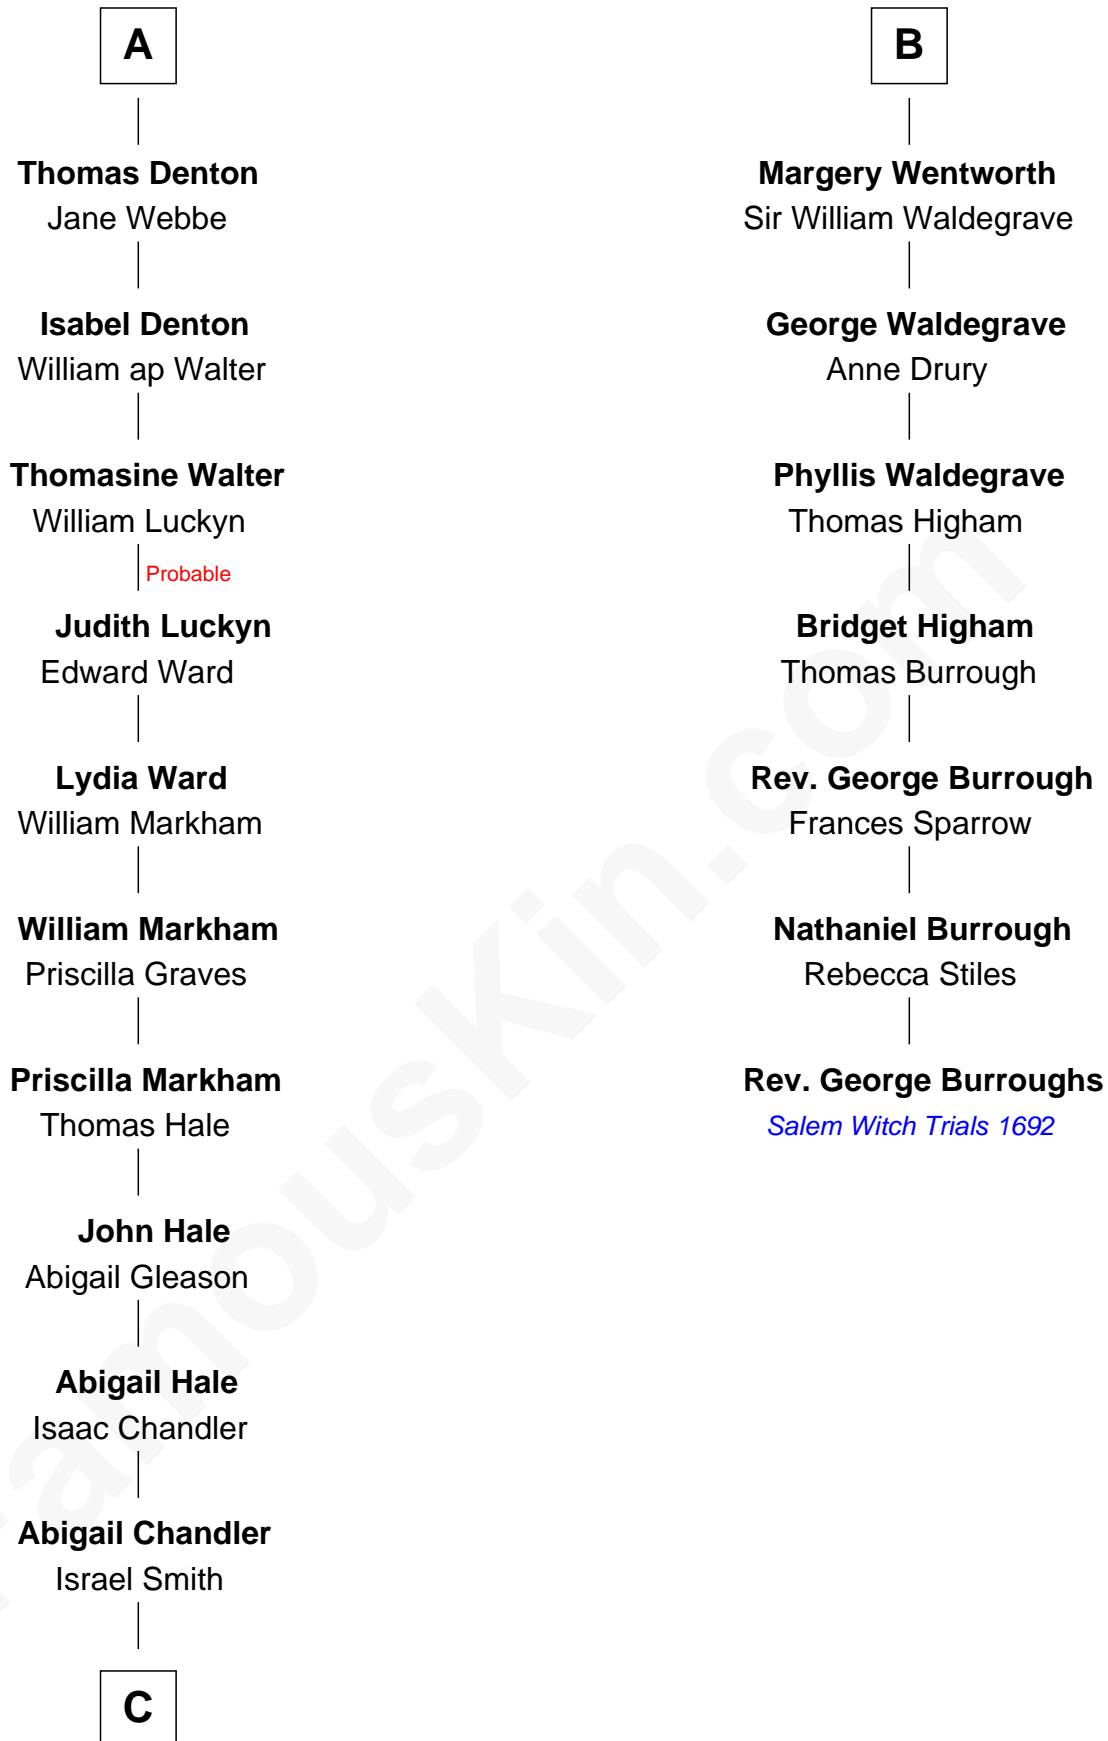 A
Thomas Denton
Jane Webbe
Isabel Denton
William ap Walter
Thomasine Walter
William Luckyn
Probable
Judith Luckyn
Edward Ward
Lydia Ward
William Markham
William Markham
Priscilla Graves
Priscilla Markham
Thomas Hale
John Hale
Abigail Gleason
Abigail Hale
Isaac Chandler
Abigail Chandler
Israel Smith
C
B
Margery Wentworth
Sir William Waldegrave
George Waldegrave
Anne Drury
Phyllis Waldegrave
Thomas Higham
Bridget Higham
Thomas Burrough
Rev. George Burrough
Frances Sparrow
Nathaniel Burrough
Rebecca Stiles
Rev. George Burroughs
Salem Witch Trials 1692
FamousKin.com